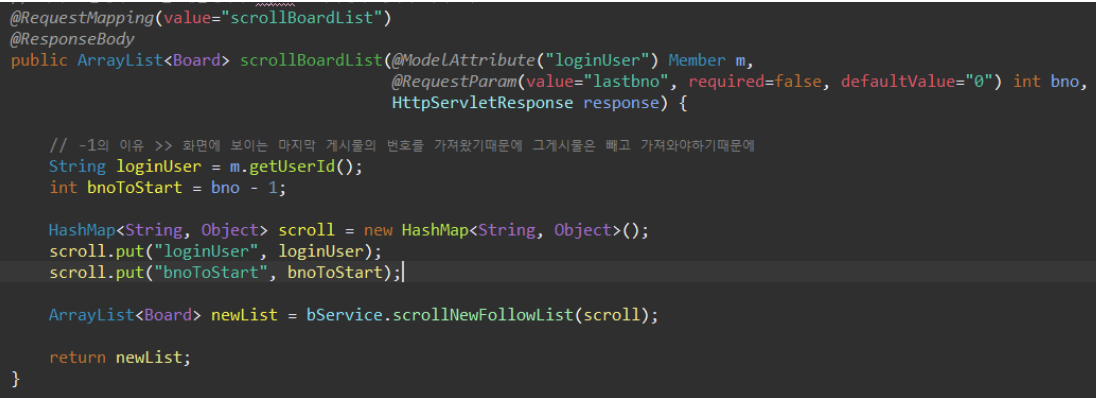 @RequestMapping(value="scrollBoardList")
@ResponseBody
public ArrayList<Board> scrollBoardList(@ModelAttribute("loginUser") Member m,
@RequestParam(value="lastbno", required=false, defaultValue="0") int bno,
HttpServletResponse response) {
// -1의 이유 >> 화면에 보이는 마지막 게시물의 번호를 가져왔기때문에 그게시물은 빼고 가져와야하기때문에
String loginUser = m.getUserId();
int bnoToStart = bno - 1;
HashMap<String, Object> scroll = new HashMap<String, Object>();
scroll.put("loginUser", loginUser);
scroll.put("bnoToStart", bnoToStart);
ArrayList<Board> newList = bService.scrollNewFollowList(scroll);
return newList;
}